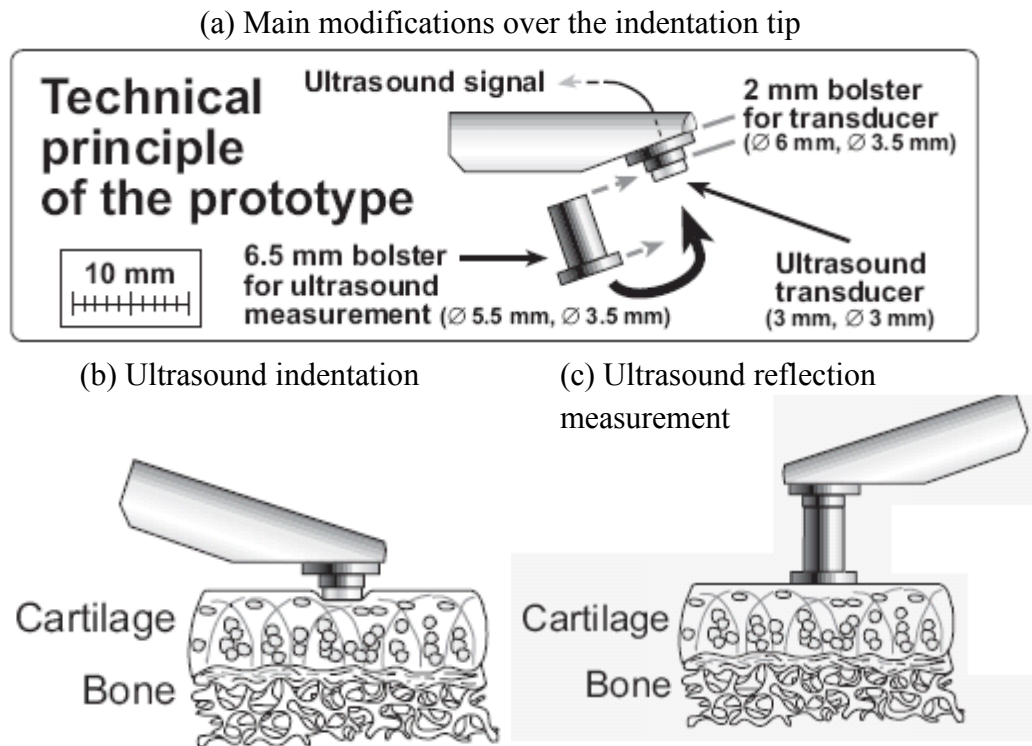 (a) Main modifications over the indentation tip
Technical
principle
of the prototype
Ultrasound signal
2 mm bolster
for transducer
(∅ 6 mm, ∅ 3.5 mm)
10 mm
6.5 mm bolster
for ultrasound
measurement (∅ 5.5 mm, ∅ 3.5 mm)
Ultrasound
transducer
(3 mm, ∅ 3 mm)
(b) Ultrasound indentation
(c) Ultrasound reflection
measurement
Cartilage
Bone
Cartilage
Bone